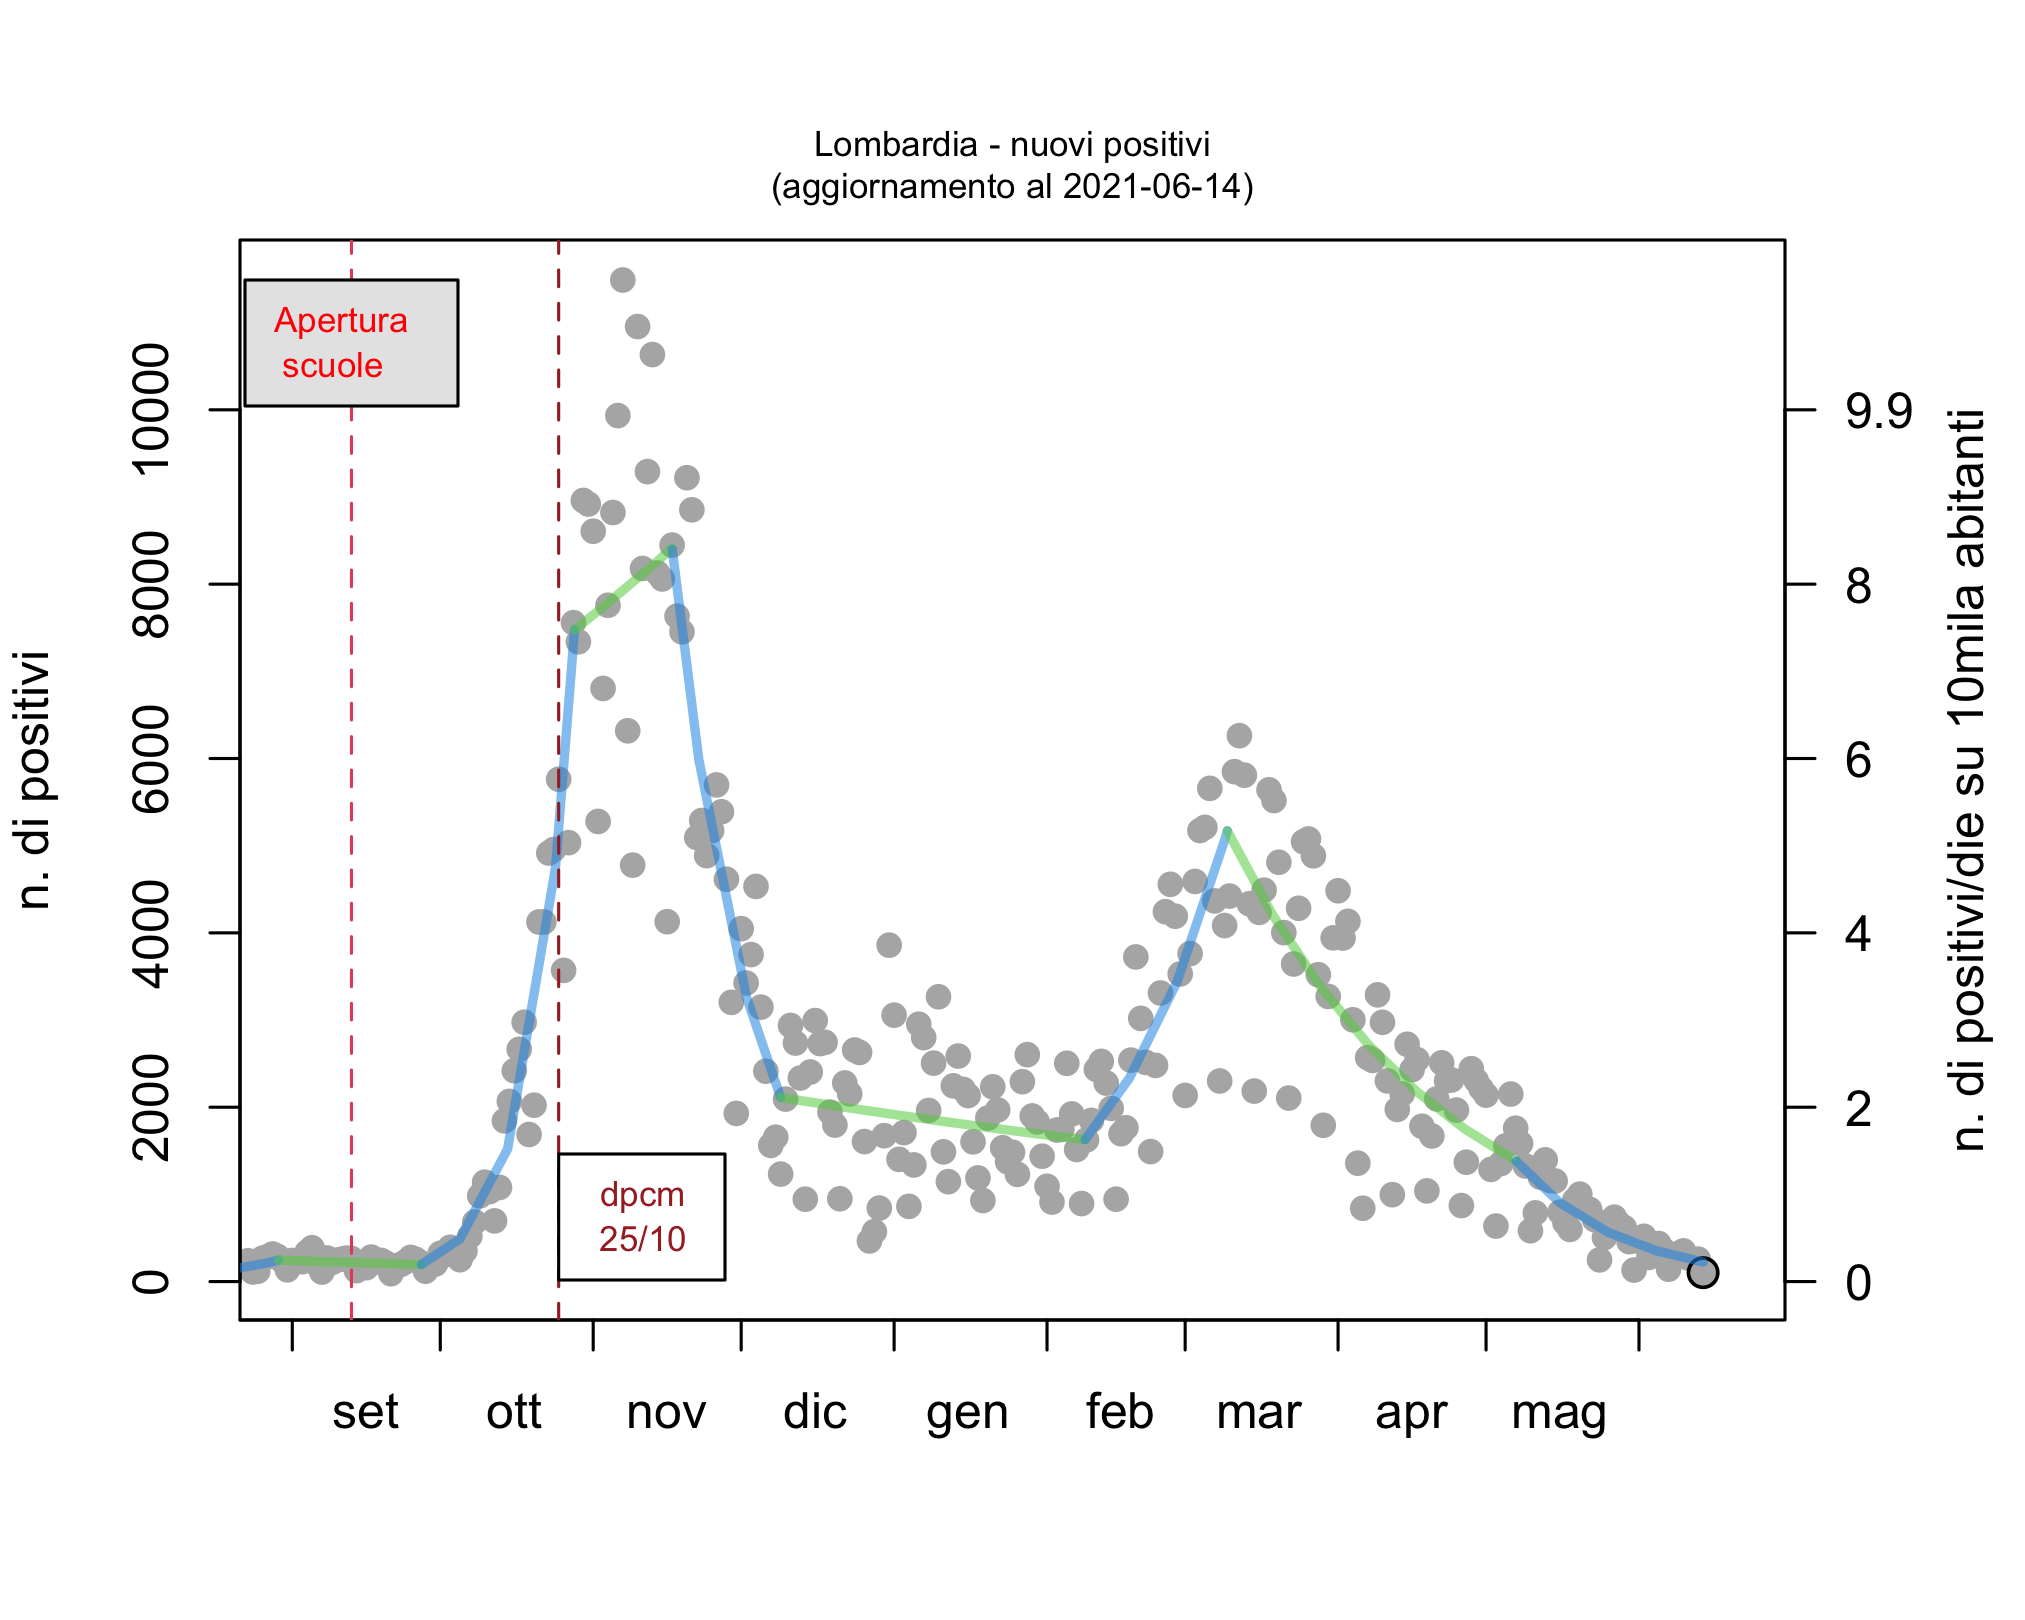 Lombardia - nuovi positivi
(aggiornamento al 2021-06-14)
Apertura
scuole
dpcm
25/10
n. di positivi
10000
8000
6000
4000
2000
0
9.9
8
6
4
2
0
n. di positivi/die su 10mila abitanti
set ott nov dic gen feb mar apr mag